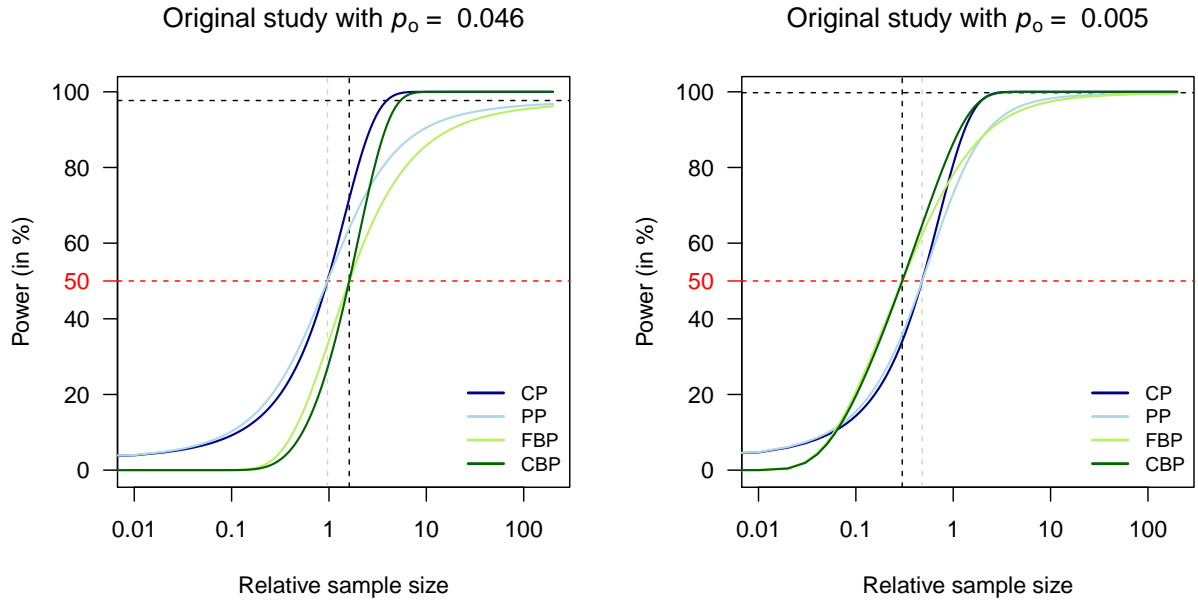 Original study with po = 0.046
Power (in %)
100
80
60
50
40
20
0
CP
PP
FBP
CBP
0.01 0.1 1 10 100
Relative sample size
Original study with po = 0.005
Power (in %)
100
80
60
50
40
20
0
CP
PP
FBP
CBP
0.01 0.1 1 10 100
Relative sample size